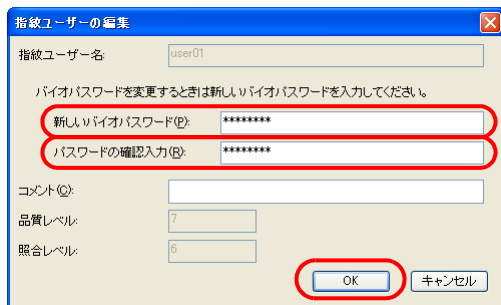 指紋ユーザーの編集
指紋ユーザー名: user01
バイオパスワードを変更するときは新しいバイオパスワードを入力してください。
新しいバイオパスワード(P): ********
パスワードの確認入力(R): ********
コメント(C):
品質レベル: 7
照合レベル: 6
OK キャンセル